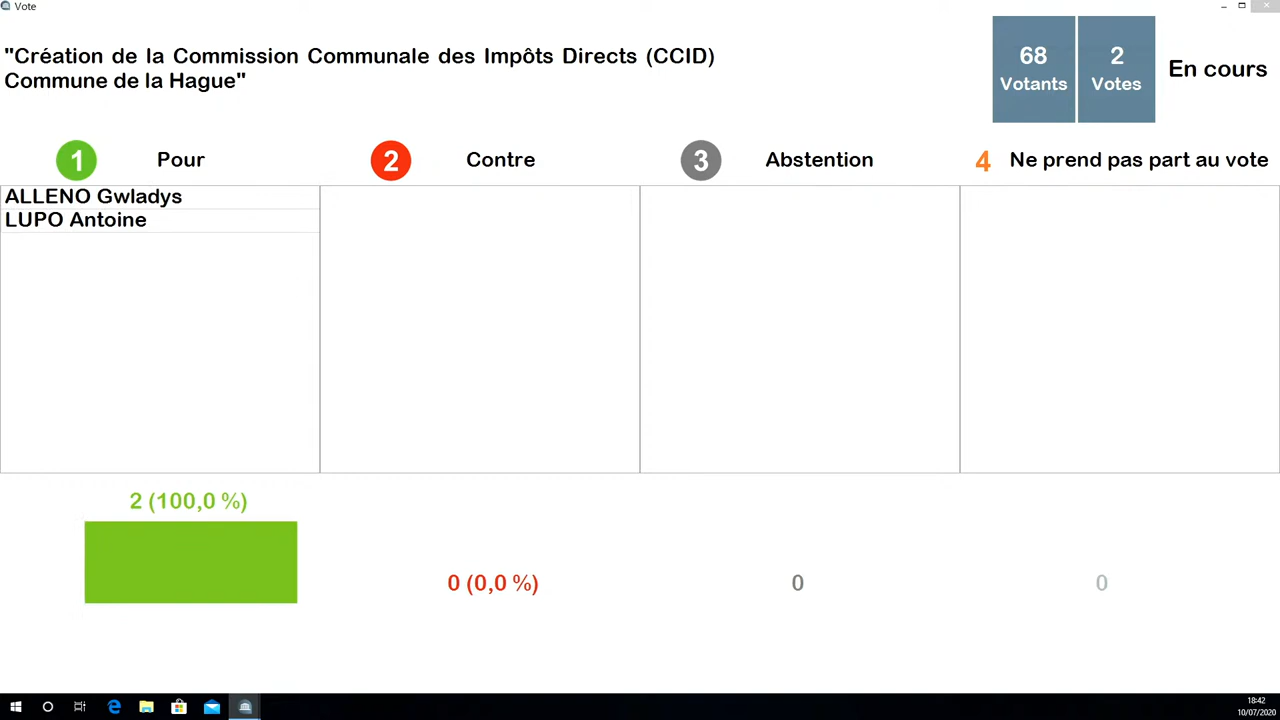 Vote
"Création de la Commission Communale des Impôts Directs (CCID)
Commune de la Hague"
68
Votants
2
Votes
En cours
1 Pour
2 Contre
3 Abstention
4 Ne prend pas part au vote
ALLENO Gwladys
LUPO Antoine
2 (100,0 %)
0 (0,0 %)
0
0
18:42
10/07/2020